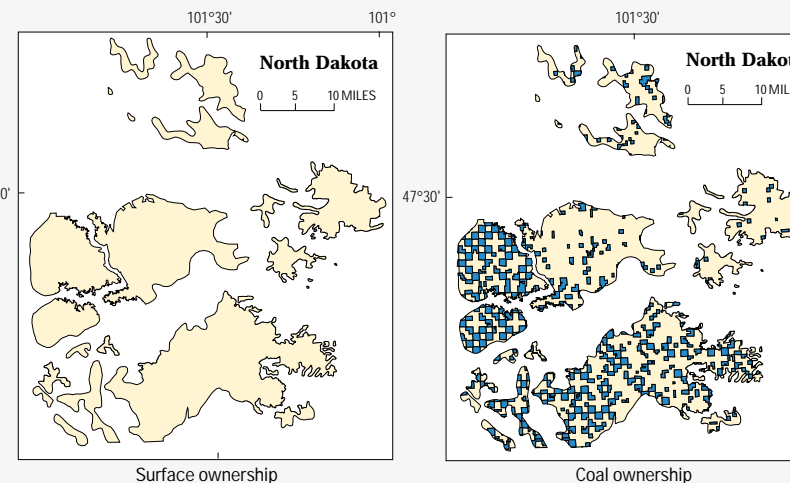 101°30' 101°
North Dakota
0 5 10 MILES
0'
Surface ownership
101°30'
North Dakot
0 5 10 MIL
47°30'
Coal ownership